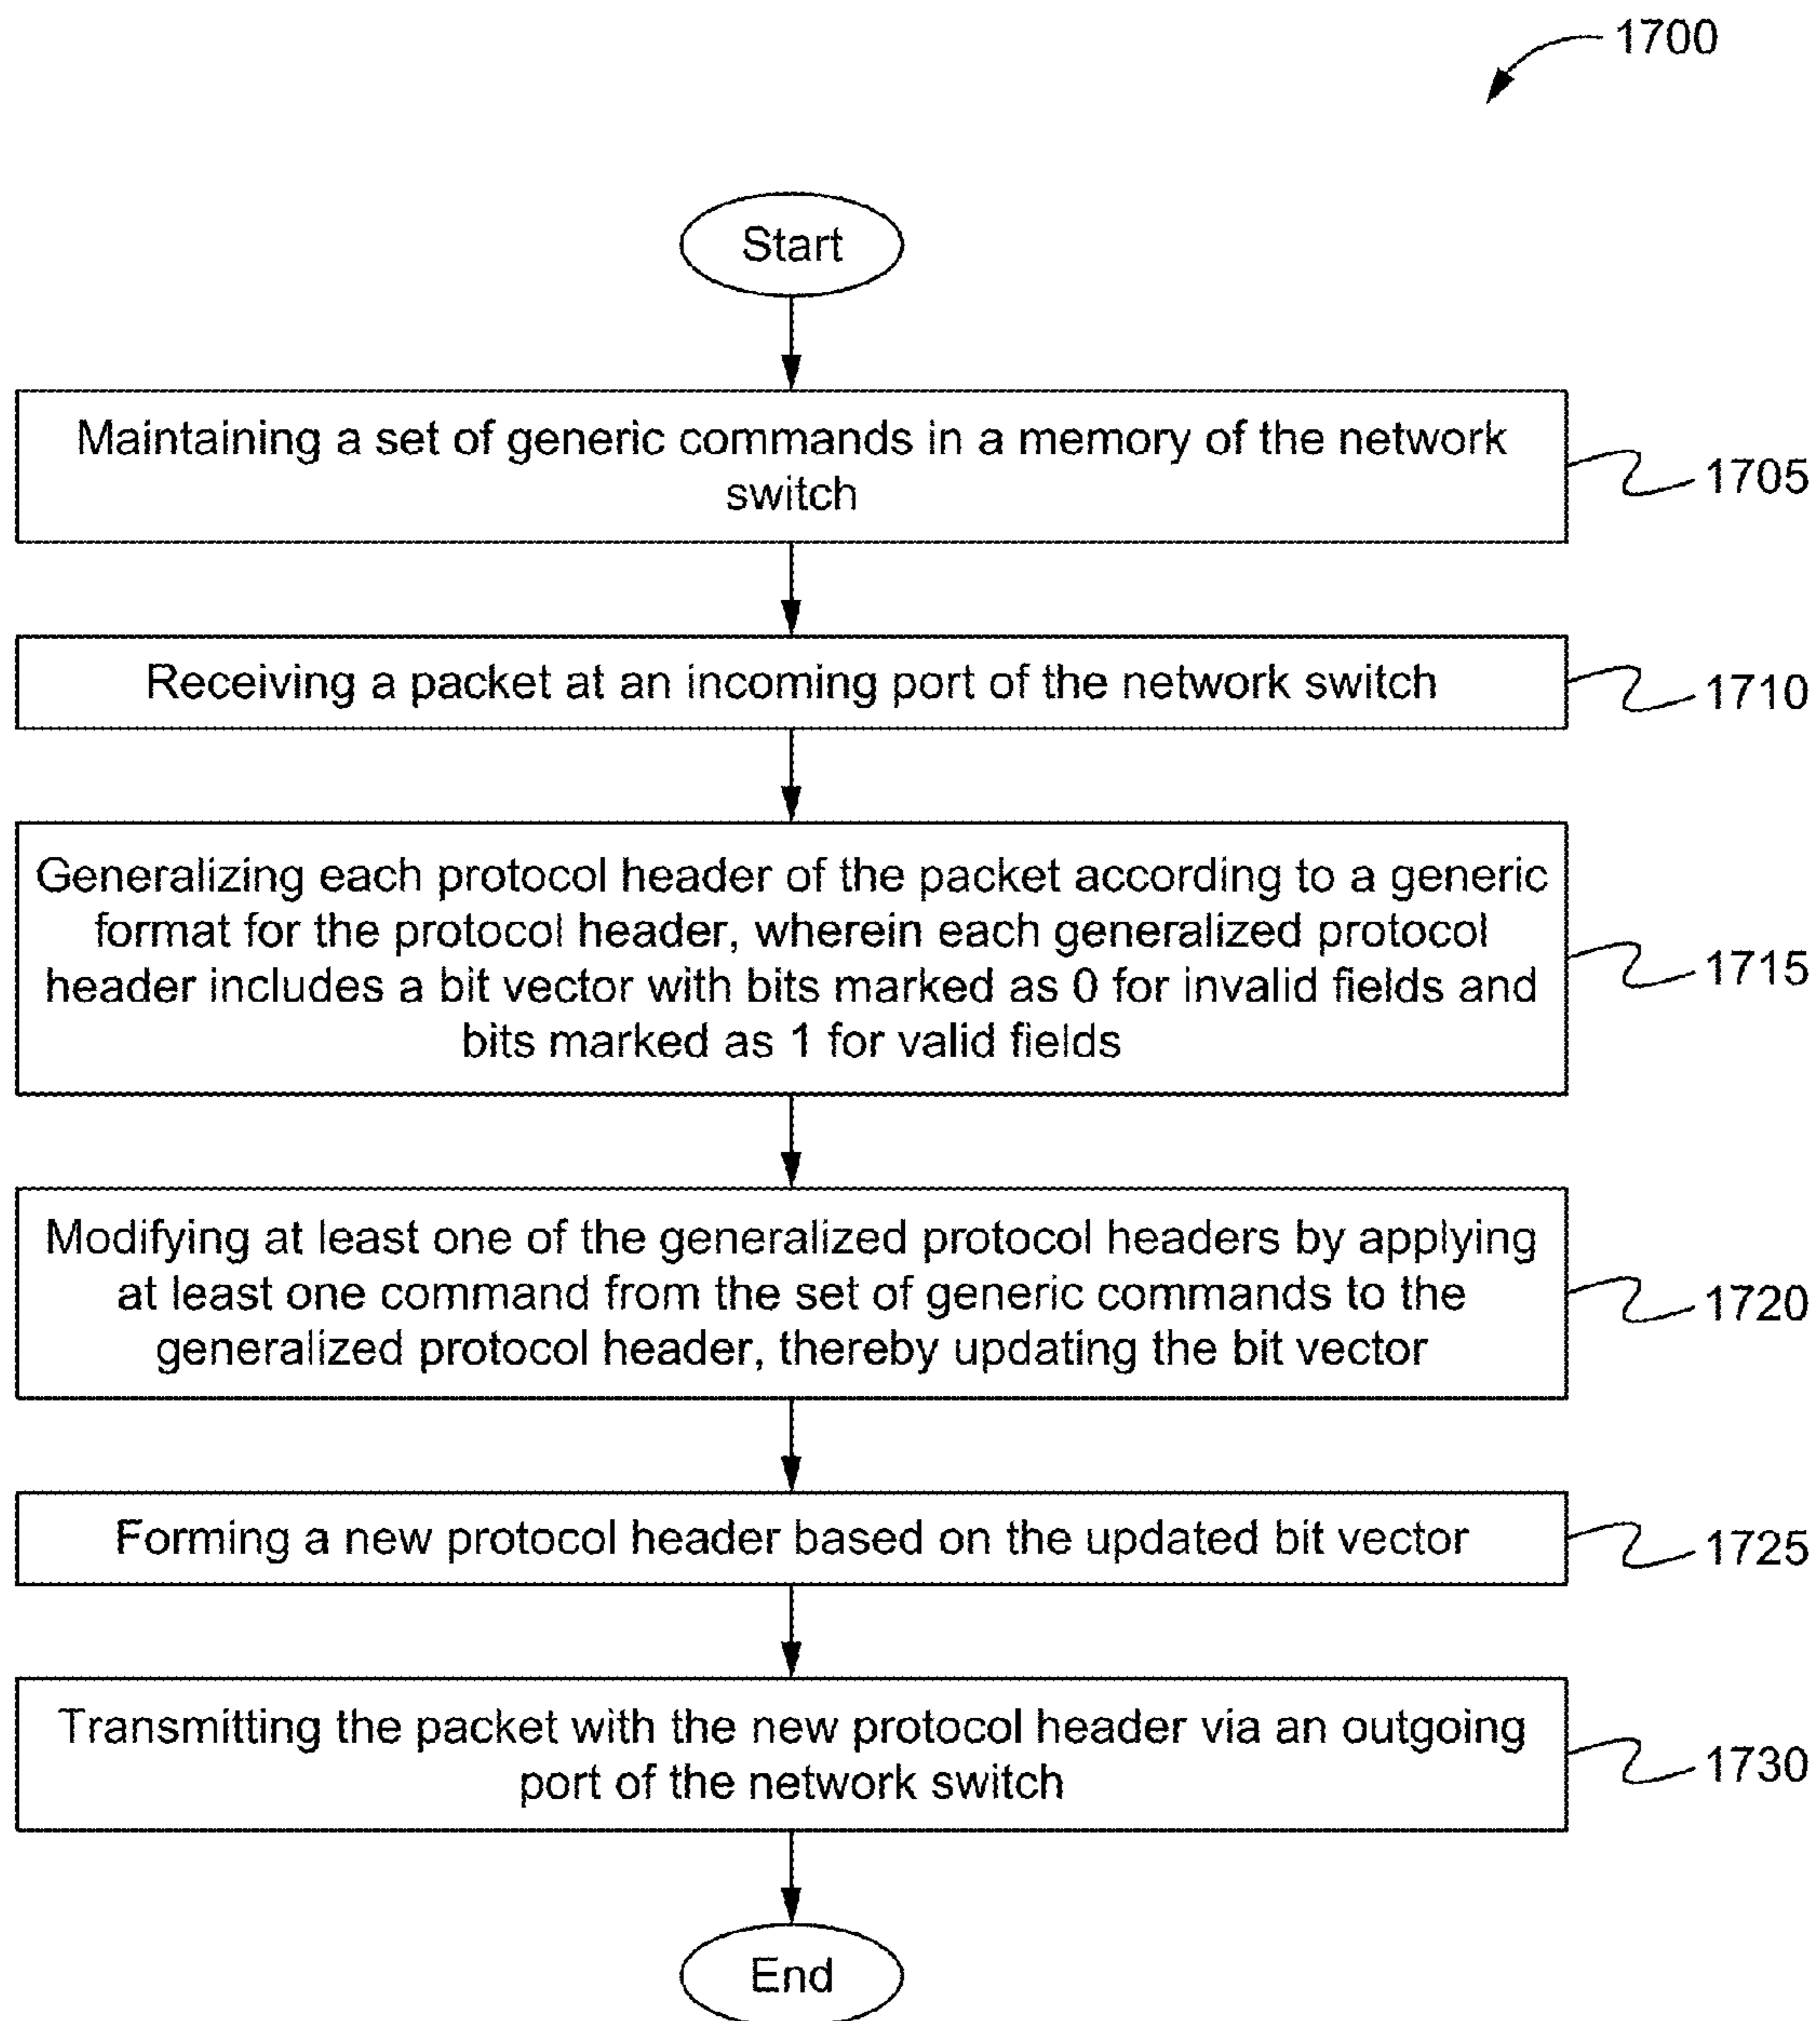 1700
Start
Maintaining a set of generic commands in a memory of the network
switch
1705
Receiving a packet at an incoming port of the network switch
1710
Generalizing each protocol header of the packet according to a generic
format for the protocol header, wherein each generalized protocol
header includes a bit vector with bits marked as 0 for invalid fields and
bits marked as 1 for valid fields
1715
Modifying at least one of the generalized protocol headers by applying
at least one command from the set of generic commands to the
generalized protocol header, thereby updating the bit vector
1720
Forming a new protocol header based on the updated bit vector
1725
Transmitting the packet with the new protocol header via an outgoing
port of the network switch
1730
End